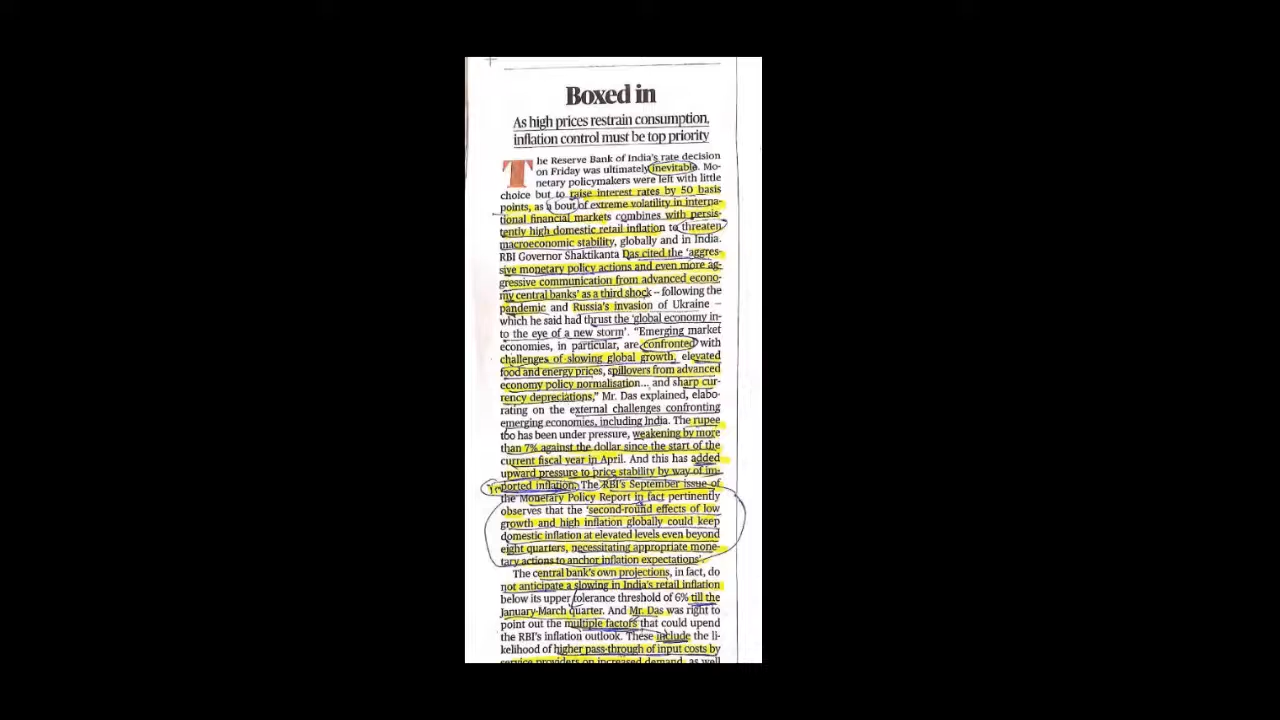 Boxed in
As high prices restrain consumption,
inflation control must be top priority
The Reserve Bank of India's rate decision
on Friday was ultimately inevitable. Mo-
netary policymakers were left with little
choice but to raise interest rates by 50 basis
points, as a bout of extreme volatility in interna-
tional financial markets combines with persis-
tently high domestic retail inflation to threaten
macroeconomic stability, globally and in India.
RBI Governor Shaktikanta Das cited the 'aggres-
sive monetary policy actions and even more ag-
gressive communication from advanced econo-
my central banks' as a third shock – following the
pandemic and Russia's invasion of Ukraine –
which he said had thrust the 'global economy in-
to the eye of a new storm'. "Emerging market
economies, in particular, are confronted with
challenges of slowing global growth, elevated
food and energy prices, spillovers from advanced
economy policy normalisation... and sharp cur-
rency depreciations," Mr. Das explained, elabo-
rating on the external challenges confronting
emerging economies, including India. The rupee
too has been under pressure, weakening by more
than 7% against the dollar since the start of the
current fiscal year in April. And this has added
upward pressure to price stability by way of im-
ported inflation. The RBI's September issue of
the Monetary Policy Report in fact pertinently
observes that the 'second-round effects of low
growth and high inflation globally could keep
domestic inflation at elevated levels even beyond
eight quarters, necessitating appropriate mone-
tary actions to anchor inflation expectations'.
The central bank's own projections, in fact, do
not anticipate a slowing in India's retail inflation
below its upper tolerance threshold of 6% till the
January-March quarter. And Mr. Das was right to
point out the multiple factors that could upend
the RBI's inflation outlook. These include the li-
kelihood of higher pass-through of input costs by
service providers on increased demand, as well